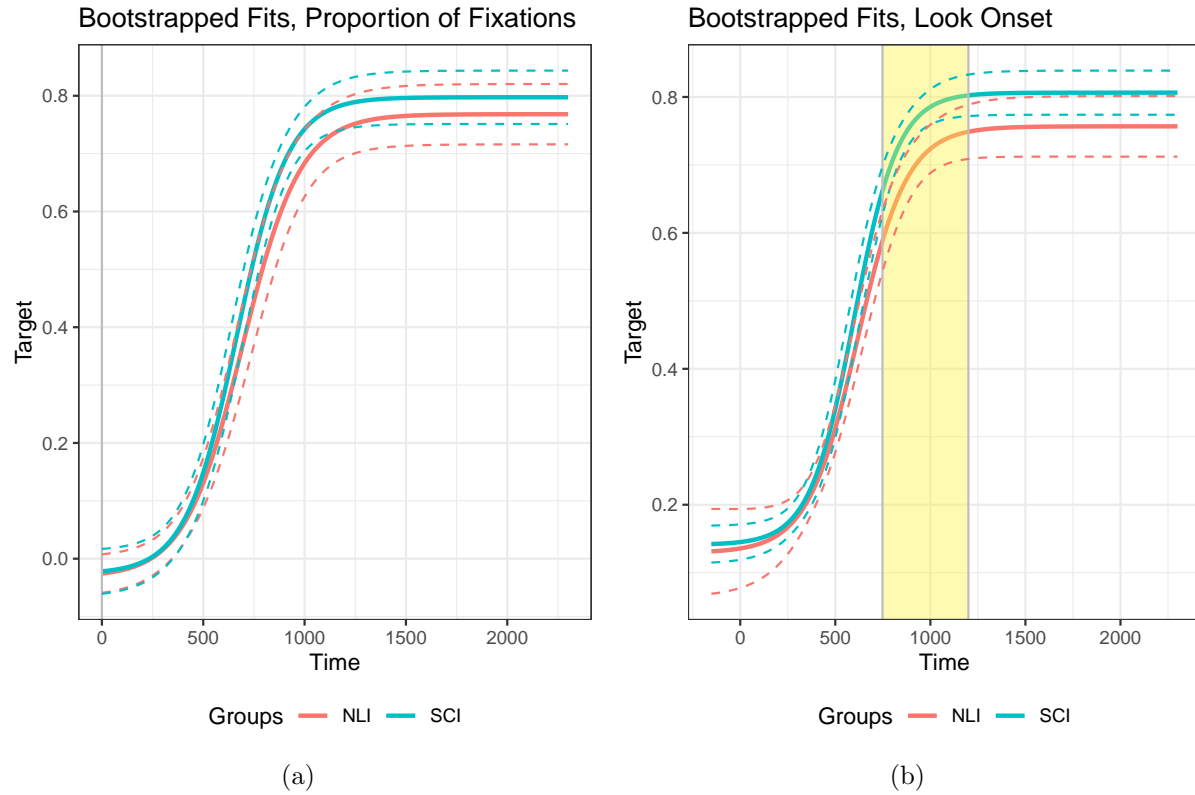 Bootstrapped Fits, Proportion of Fixations
0.8
0.6
0.4
0.2
0.0
Target
0 500 1000 1500 2000
Time
Groups NLI SCI
(a)
Bootstrapped Fits, Look Onset
0.8
0.6
0.4
0.2
Target
0 500 1000 1500 2000
Time
Groups NLI SCI
(b)